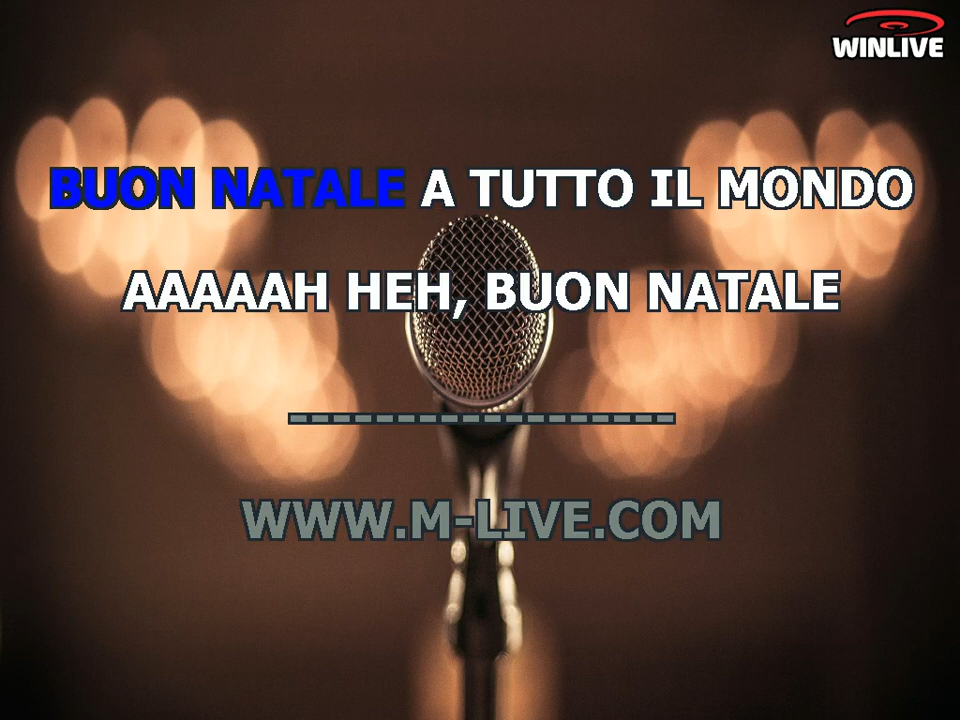 WINLIVE
BUON NATALE A TUTTO IL MONDO
AAAAAH HEH, BUON NATALE
------------------
WWW.M-LIVE.COM